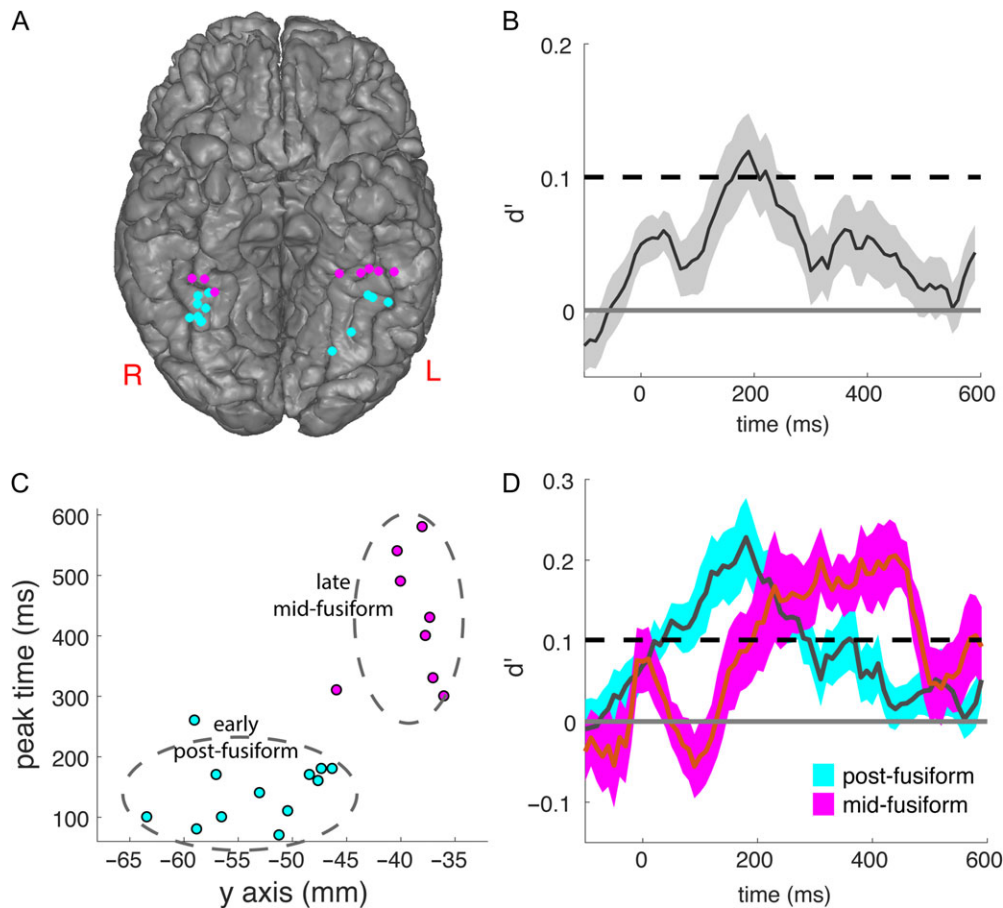 A
R
L
B
0.2
0.1
0
d'
0
200
400
600
time (ms)
C
600
500
400
300
200
100
peak time (ms)
late
mid-fusiform
early
post-fusiform
−65
−60
−55
−50
−45
−40
−35
y axis (mm)
D
0.3
0.2
0.1
0
−0.1
d'
post-fusiform
mid-fusiform
0
200
400
600
time (ms)